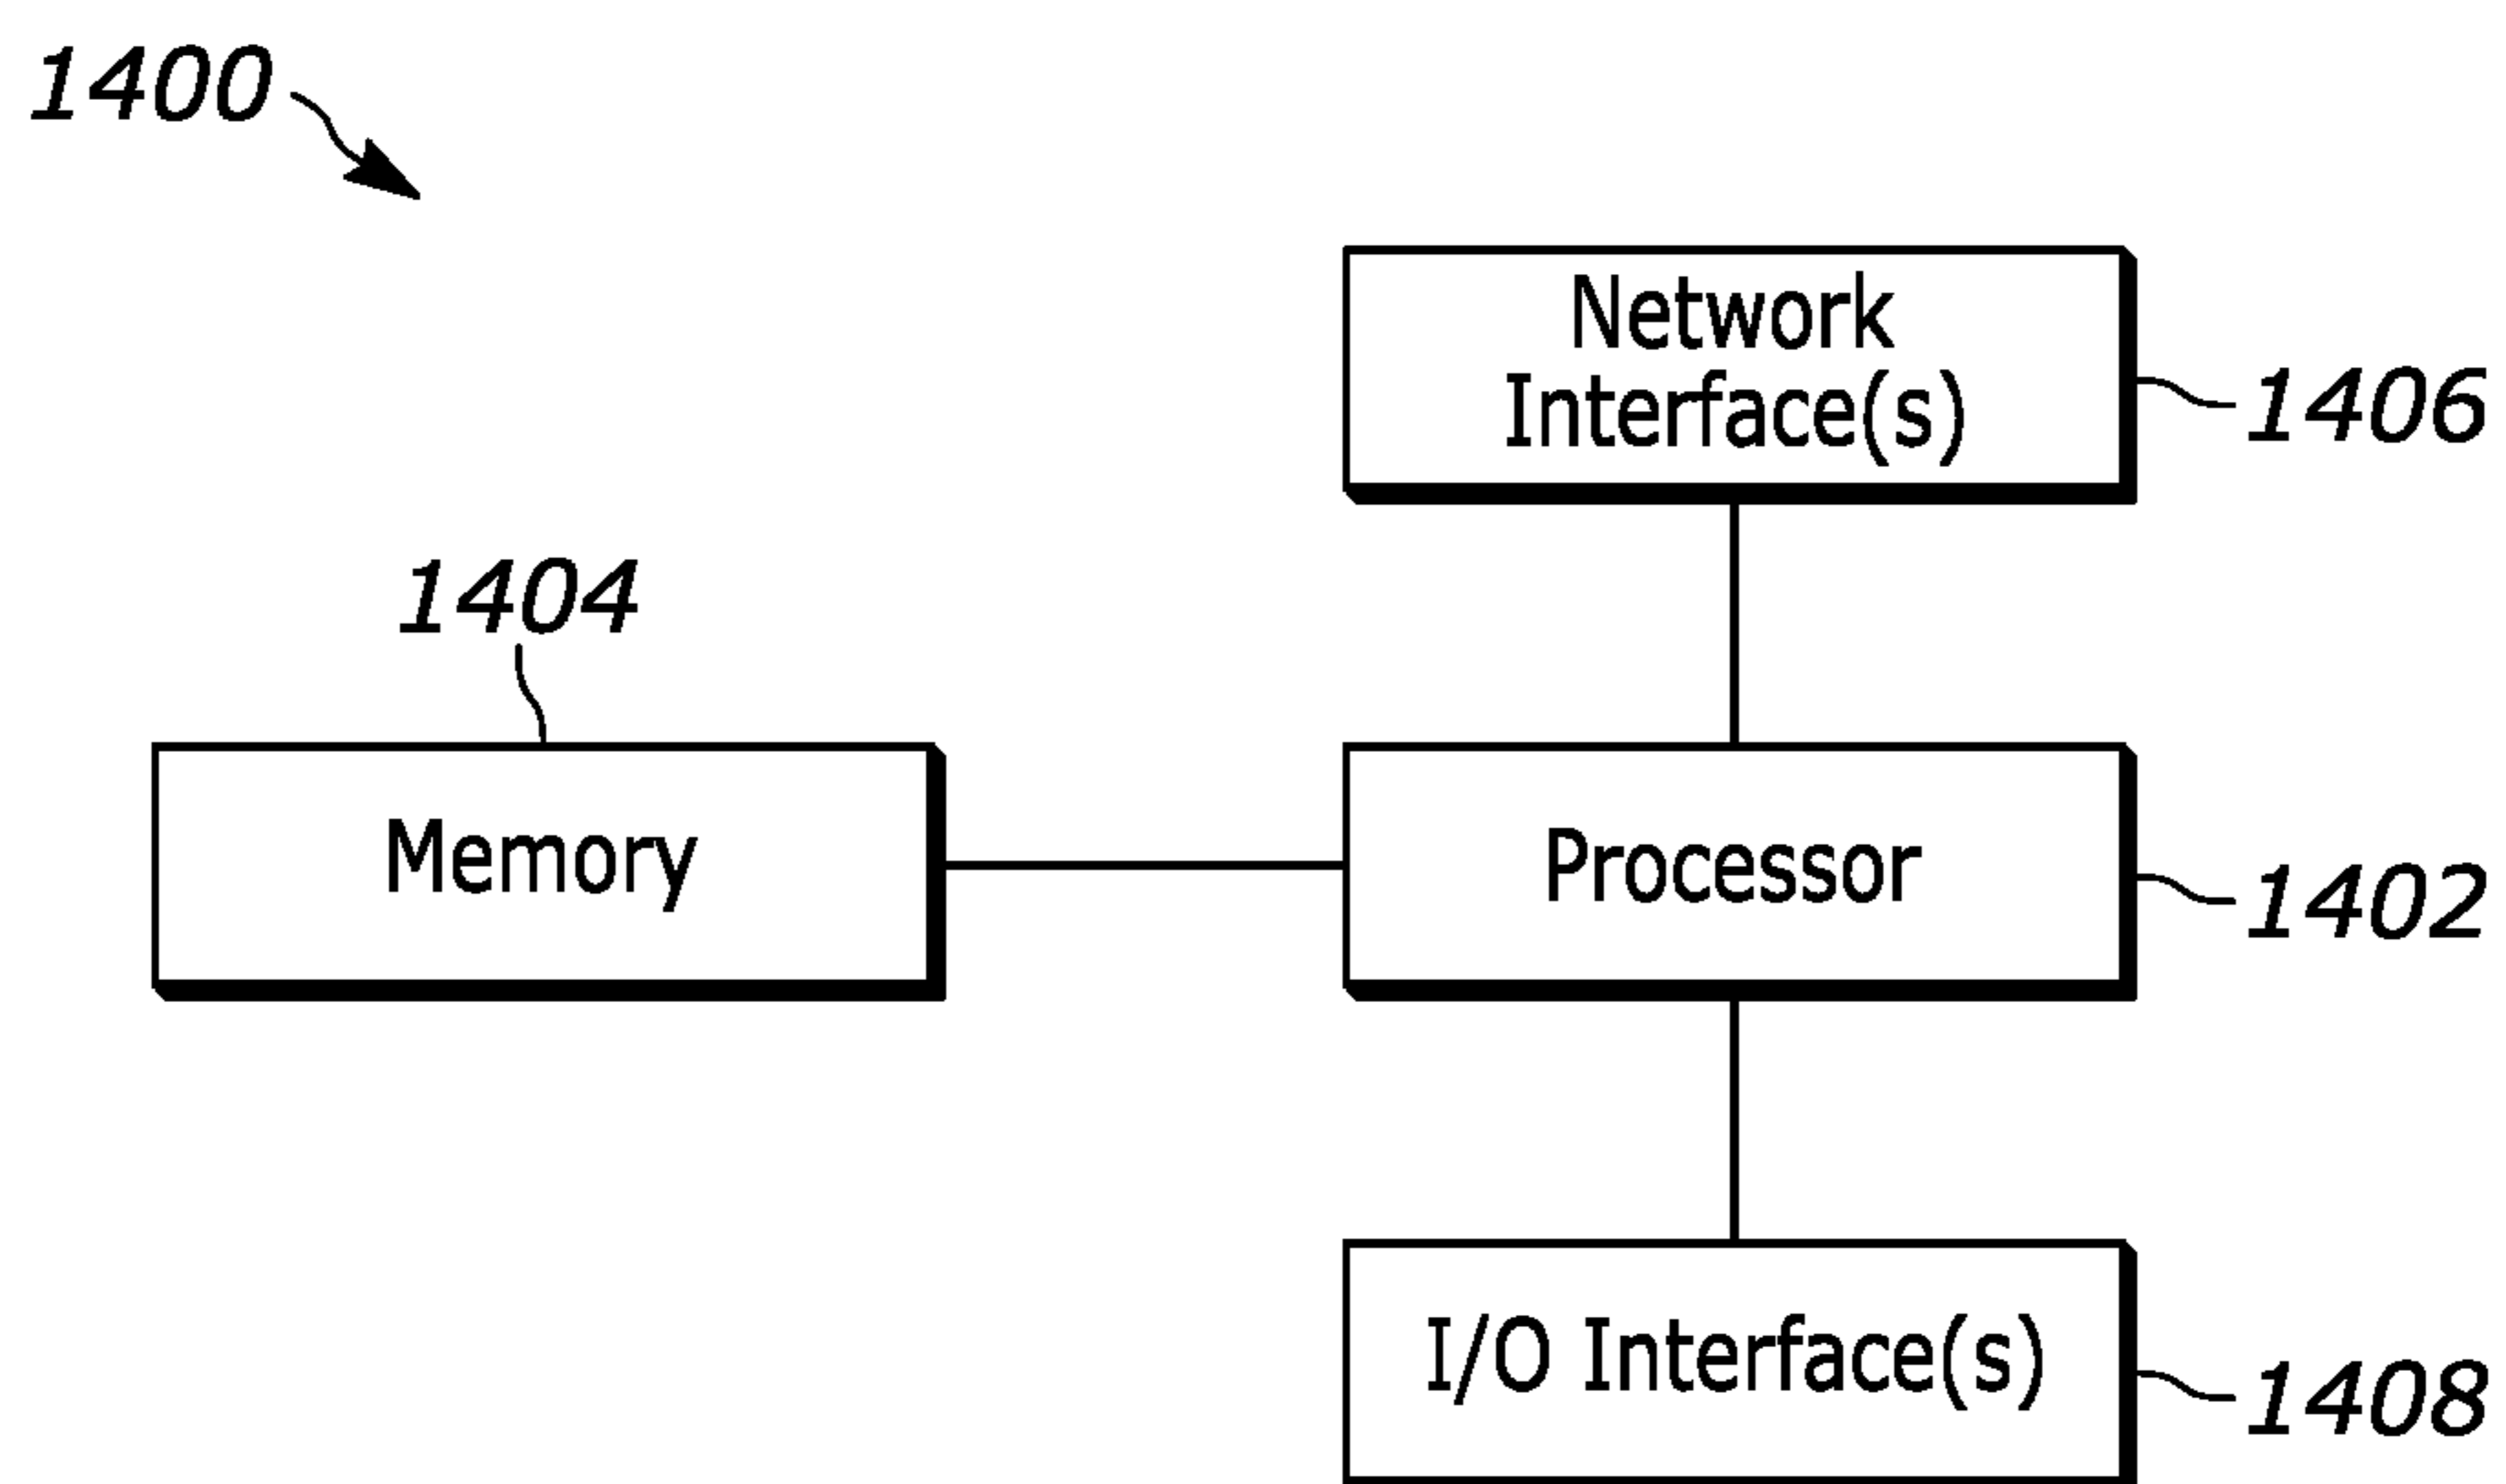 1400
Network
Interface(s)
1406
1404
Memory
Processor
1402
I/O Interface(s)
1408